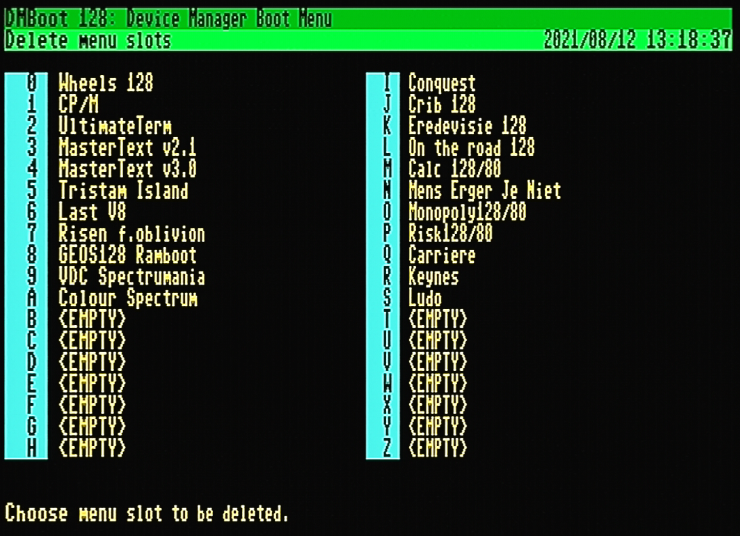 DMBoot 128: Device Manager Boot Menu
Delete menu slots 2021/08/12 13:18:37
0 Wheels 128
1 CP/M
2 UltimateTerm
3 MasterText v2.1
4 MasterText v3.0
5 Tristam Island
6 Last V8
7 Risen f.oblivion
8 GEOS128 Ramboot
9 VDC Spectrumania
A Colour Spectrum
B <EMPTY>
C <EMPTY>
D <EMPTY>
E <EMPTY>
F <EMPTY>
G <EMPTY>
H <EMPTY>
I Conquest
J Crib 128
K Eredevisie 128
L On the road 128
M Calc 128/80
N Mens Erger Je Niet
O Monopoly128/80
P Risk128/80
Q Carriere
R Keynes
S Ludo
T <EMPTY>
U <EMPTY>
V <EMPTY>
W <EMPTY>
X <EMPTY>
Y <EMPTY>
Z <EMPTY>
Choose menu slot to be deleted.